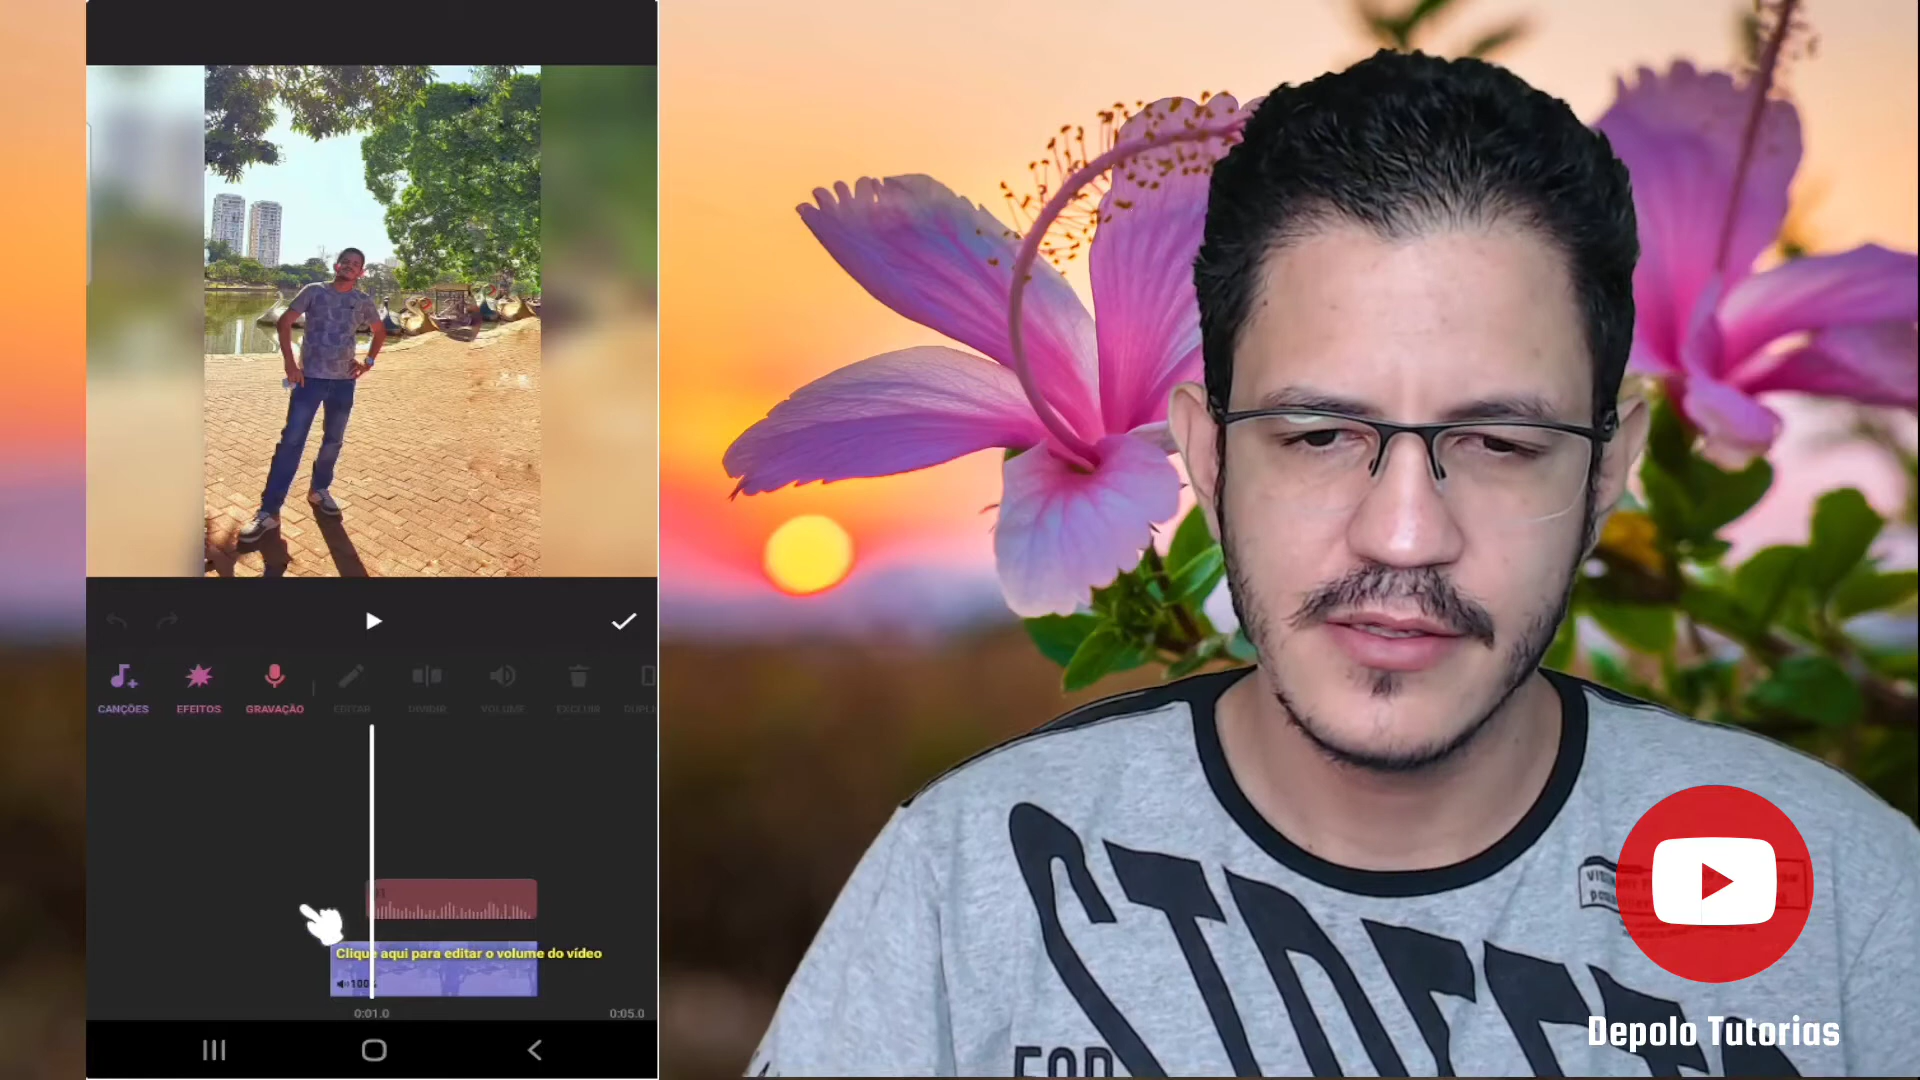 CANÇÕES
EFEITOS
GRAVAÇÃO
EDITAR
DIVIDIR
VOLUME
EXCLUIR
Clique aqui para editar o volume do vídeo
100
0:01.0
0:05.0
FOR
Depolo Tutorias